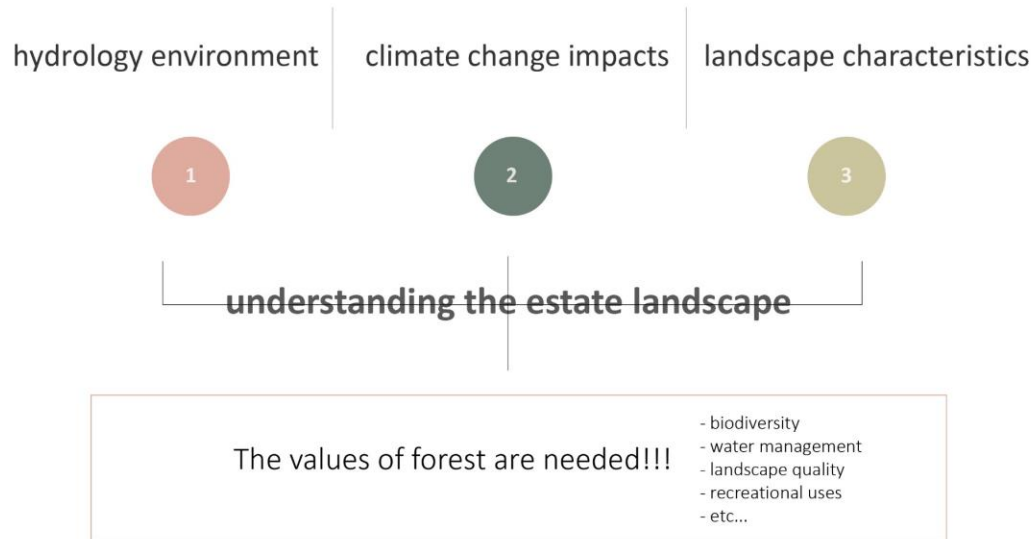 hydrology environment
climate change impacts
landscape characteristics
1
2
3
understanding the estate landscape
The values of forest are needed!!!
- biodiversity
- water management
- landscape quality
- recreational uses
- etc...